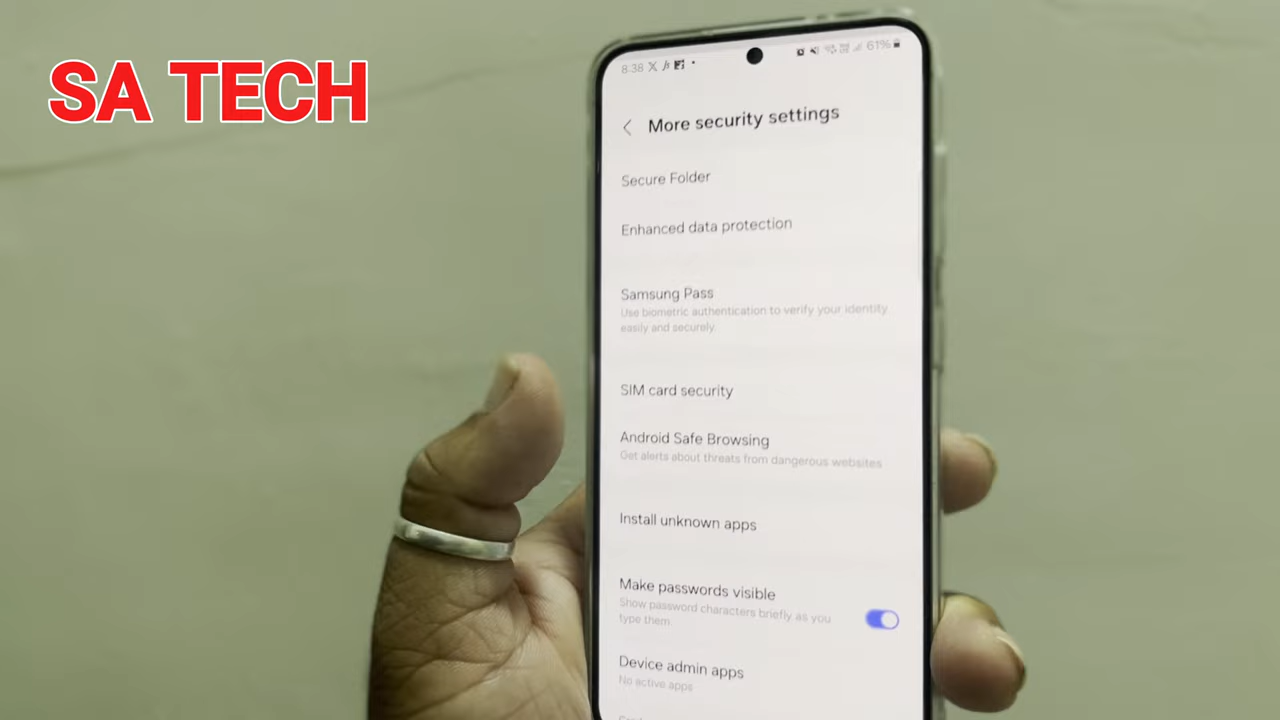 SA TECH
8:38
61%
More security settings
Secure Folder
Enhanced data protection
Samsung Pass
Use biometric authentication to verify your identity
easily and securely.
SIM card security
Android Safe Browsing
Get alerts about threats from dangerous websites
Install unknown apps
Make passwords visible
Show password characters briefly as you
type them.
Device admin apps
No active apps